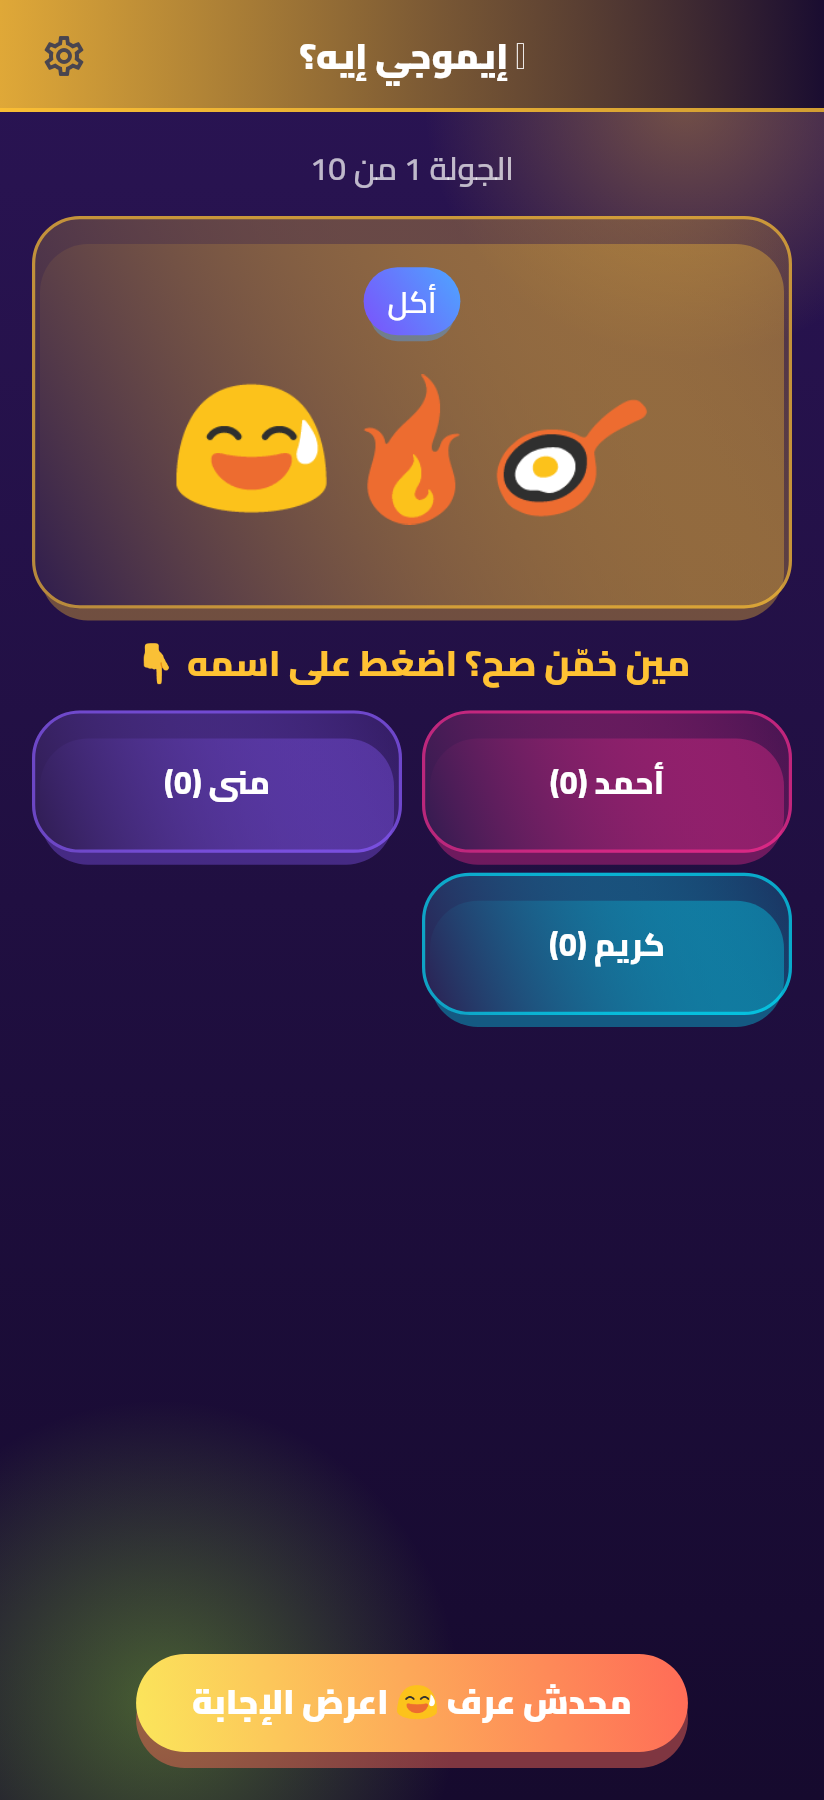 إيموجي إيه؟
الجولة 1 من 10
أكل
🍳🔥😅
مين خمّن صح؟ اضغط على اسمه 👇
أحمد (0)
منى (0)
كريم (0)
محدش عرف 😅 اعرض الإجابة